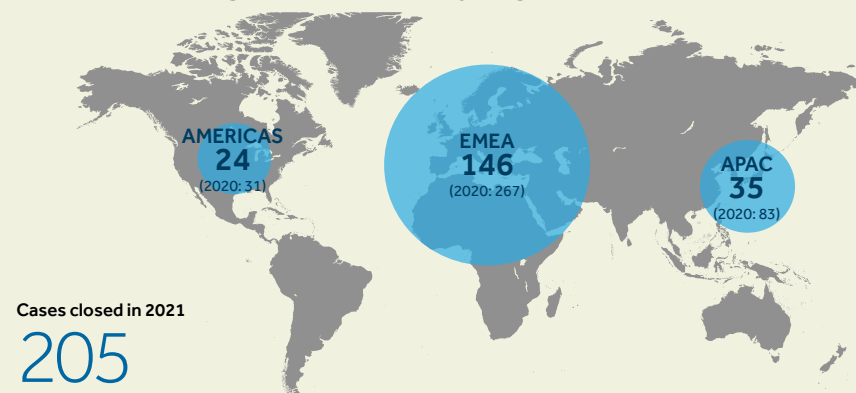 AMERICAS
24
(2020: 31)
EMEA
146
(2020: 267)
APAC
35
(2020: 83)
Cases closed in 2021
205